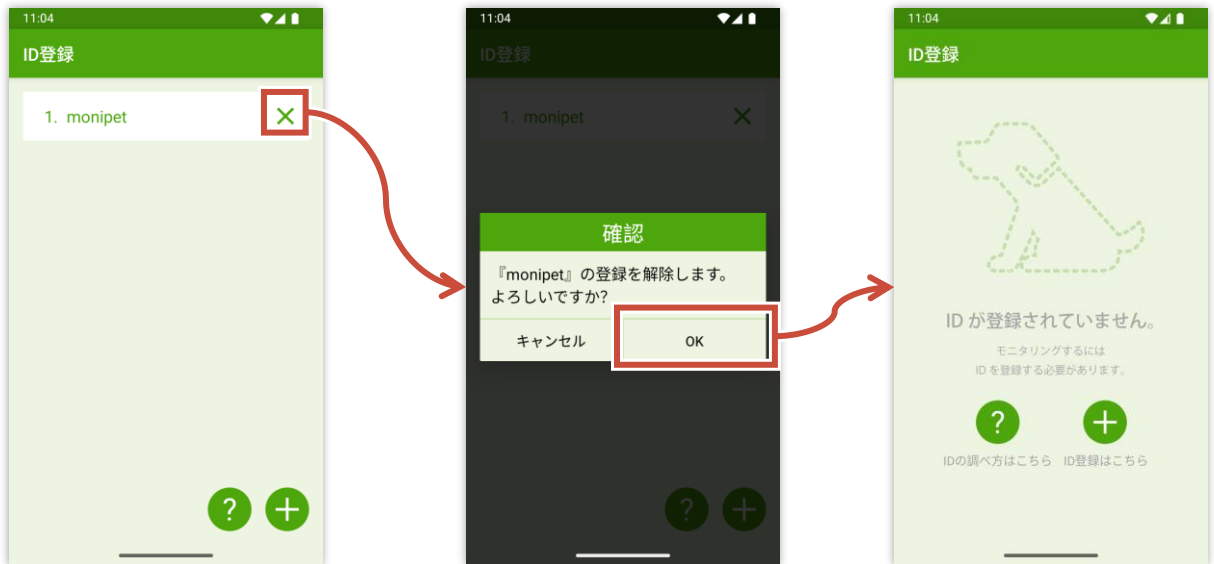 11:04
ID登録
1. monipet
11:04
ID登録
1. monipet
確認
『monipet』の登録を解除します。
よろしいですか?
キャンセル OK
11:04
ID登録
ID が登録されていません。
モニタリングするには
ID を登録する必要があります。
IDの調べ方はこちら ID登録はこちら